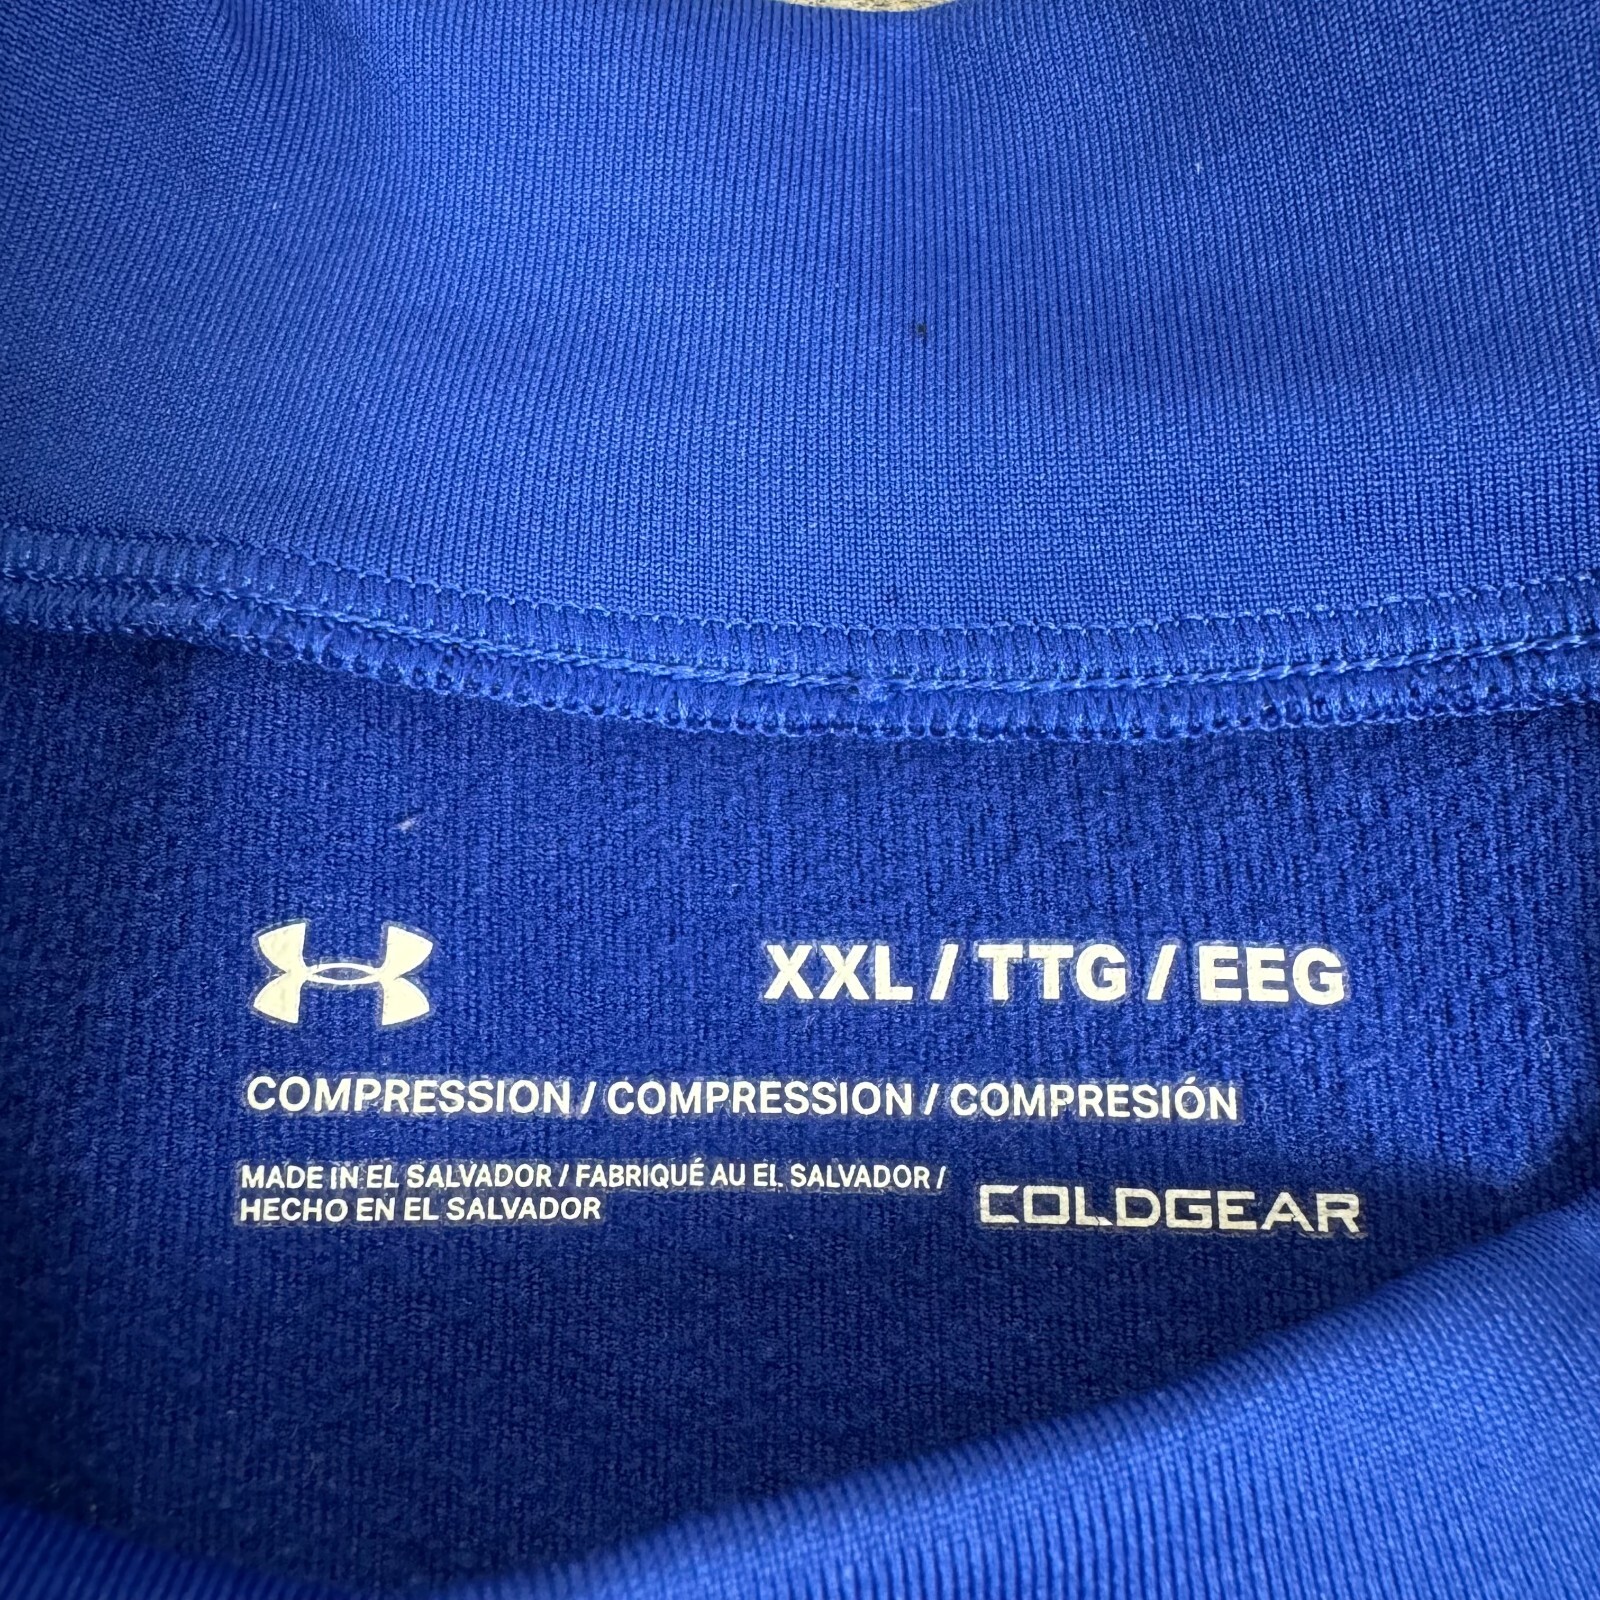 XXL / TTG / EEG
COMPRESSION / COMPRESSION / COMPRESIÓN
MADE IN EL SALVADOR / FABRIQUÉ AU EL SALVADOR /
HECHO EN EL SALVADOR
COLDGEAR